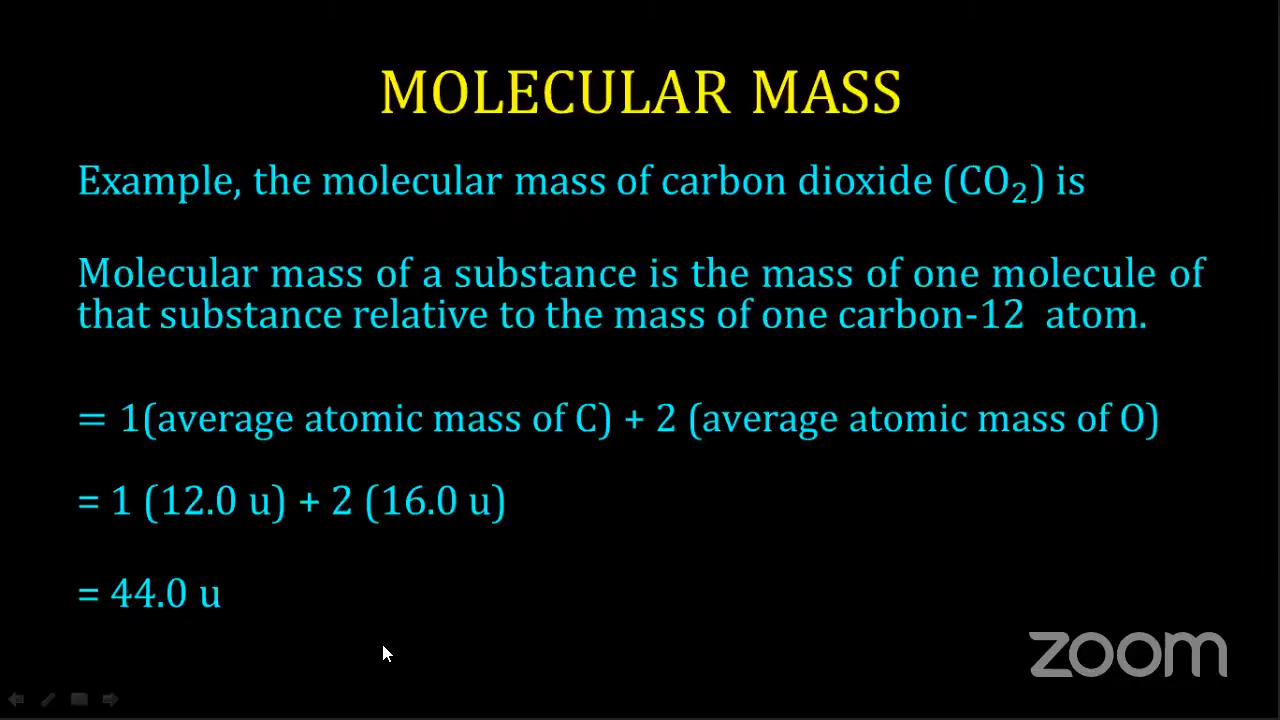 MOLECULAR MASS
Example, the molecular mass of carbon dioxide (CO₂) is
Molecular mass of a substance is the mass of one molecule of
that substance relative to the mass of one carbon-12 atom.
= 1(average atomic mass of C) + 2 (average atomic mass of O)
= 1 (12.0 u) + 2 (16.0 u)
= 44.0 u
zoom